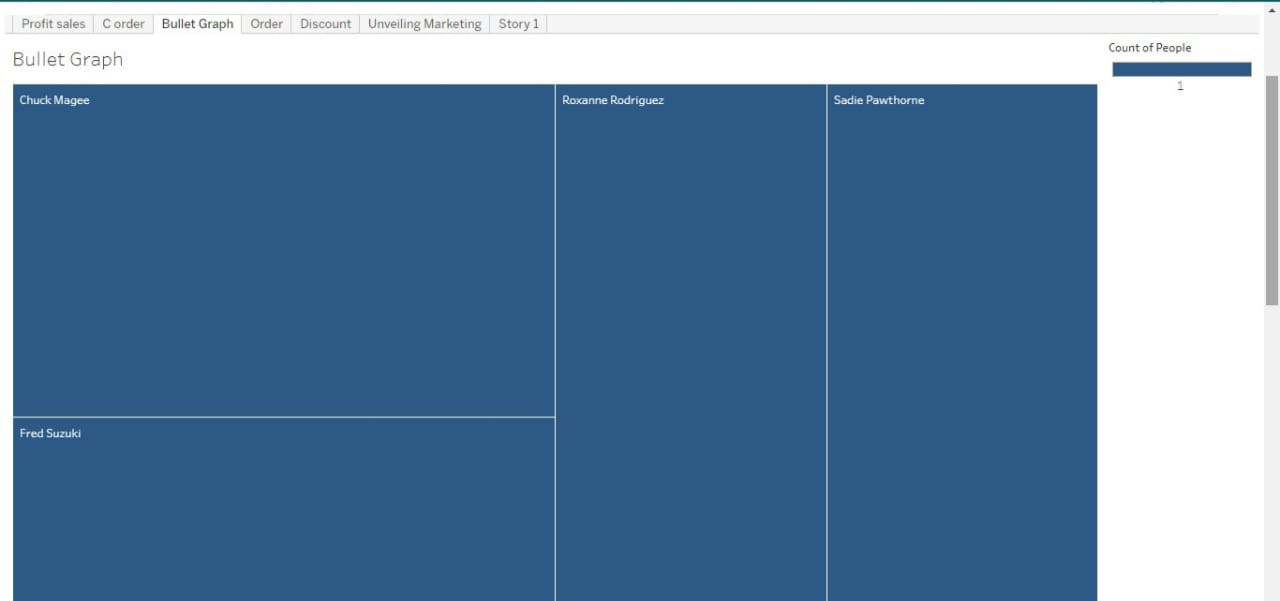 Profit sales C order Bullet Graph Order Discount Unveiling Marketing Story 1
Bullet Graph
Count of People
1
Chuck Magee
Roxanne Rodriguez
Sadie Pawthorne
Fred Suzuki